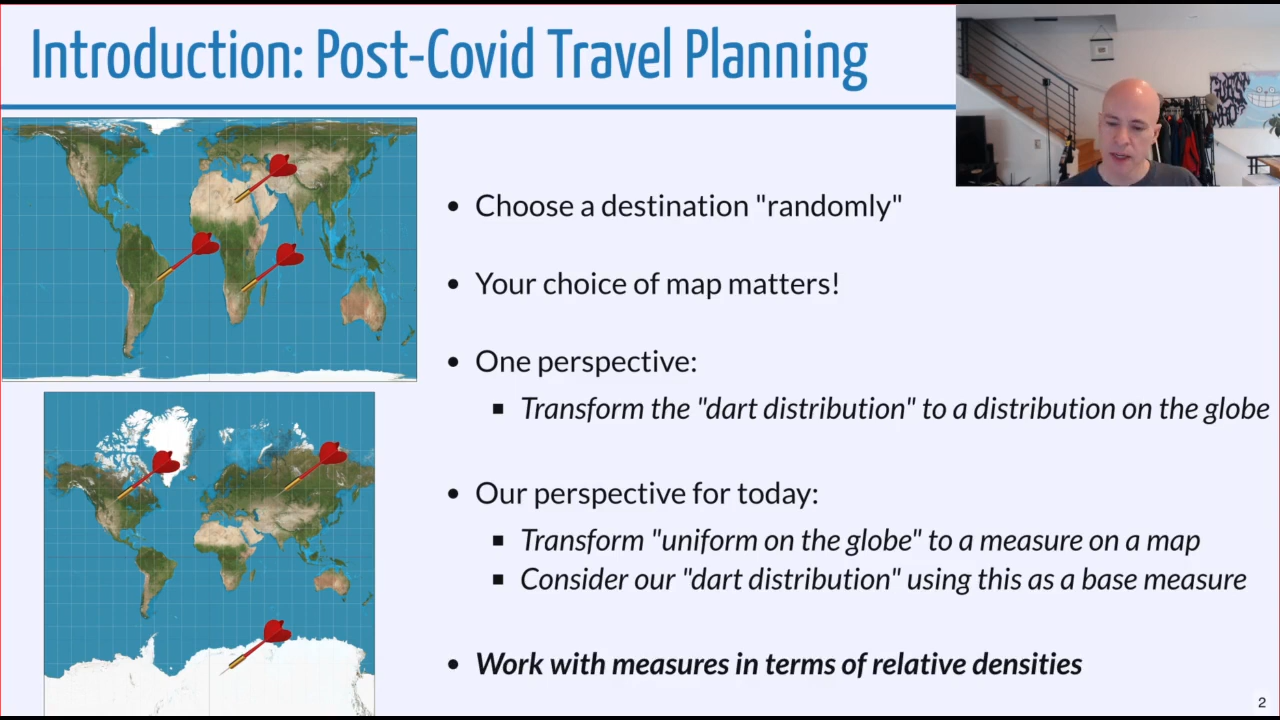 Introduction: Post-Covid Travel Planning
Choose a destination "randomly"
Your choice of map matters!
One perspective:
Transform the "dart distribution" to a distribution on the globe
Our perspective for today:
Transform "uniform on the globe" to a measure on a map
Consider our "dart distribution" using this as a base measure
Work with measures in terms of relative densities
2